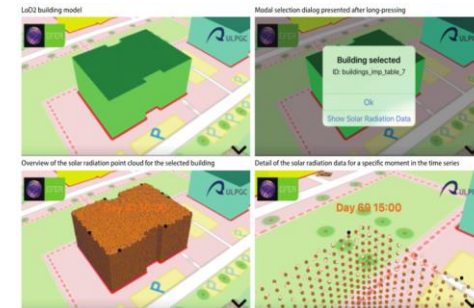 LoD2 building model
Modal selection dialog presented after long-pressing
ULPGC
Building selected
ID: buildings_imp_table_7
Ok
Show Solar Radiation Data
Overview of the solar radiation point cloud for the selected building
Detail of the solar radiation data for a specific moment in the time series
ULPGC
Day 69 15:00